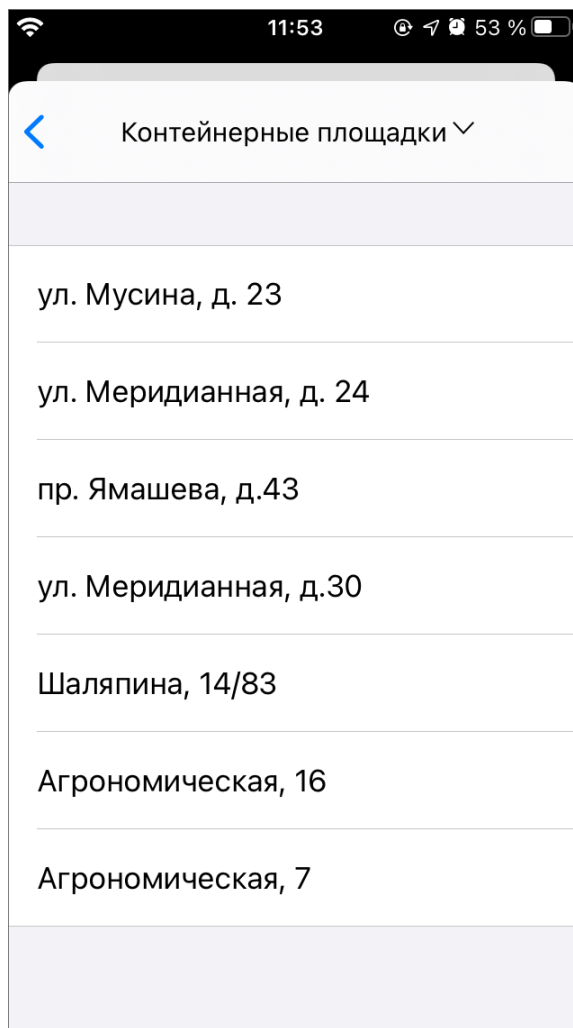 11:53 53 %
Контейнерные площадки
ул. Мусина, д. 23
ул. Меридианная, д. 24
пр. Ямашева, д.43
ул. Меридианная, д.30
Шаляпина, 14/83
Агрономическая, 16
Агрономическая, 7